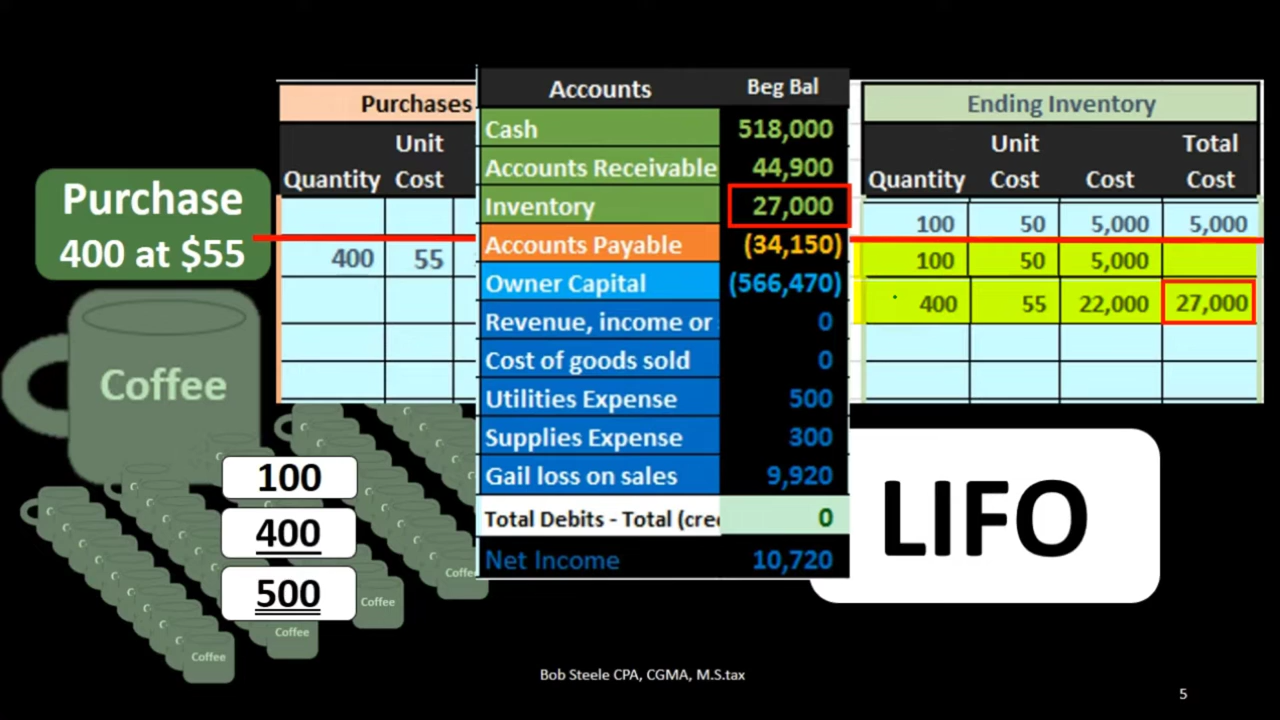 Purchase
400 at $55
Coffee
100
400
500
Coffee
Coffee
Coffee
Coffee
Purchases
Quantity Unit Cost
400 55
Accounts Beg Bal
Cash 518,000
Accounts Receivable 44,900
Inventory 27,000
Accounts Payable (34,150)
Owner Capital (566,470)
Revenue, income or 0
Cost of goods sold 0
Utilities Expense 500
Supplies Expense 300
Gail loss on sales 9,920
Total Debits - Total (cre 0
Net Income 10,720
Ending Inventory
Quantity Unit Cost Cost Total Cost
100 50 5,000 5,000
100 50 5,000
400 55 22,000 27,000
LIFO
Bob Steele CPA, CGMA, M.S.tax
5